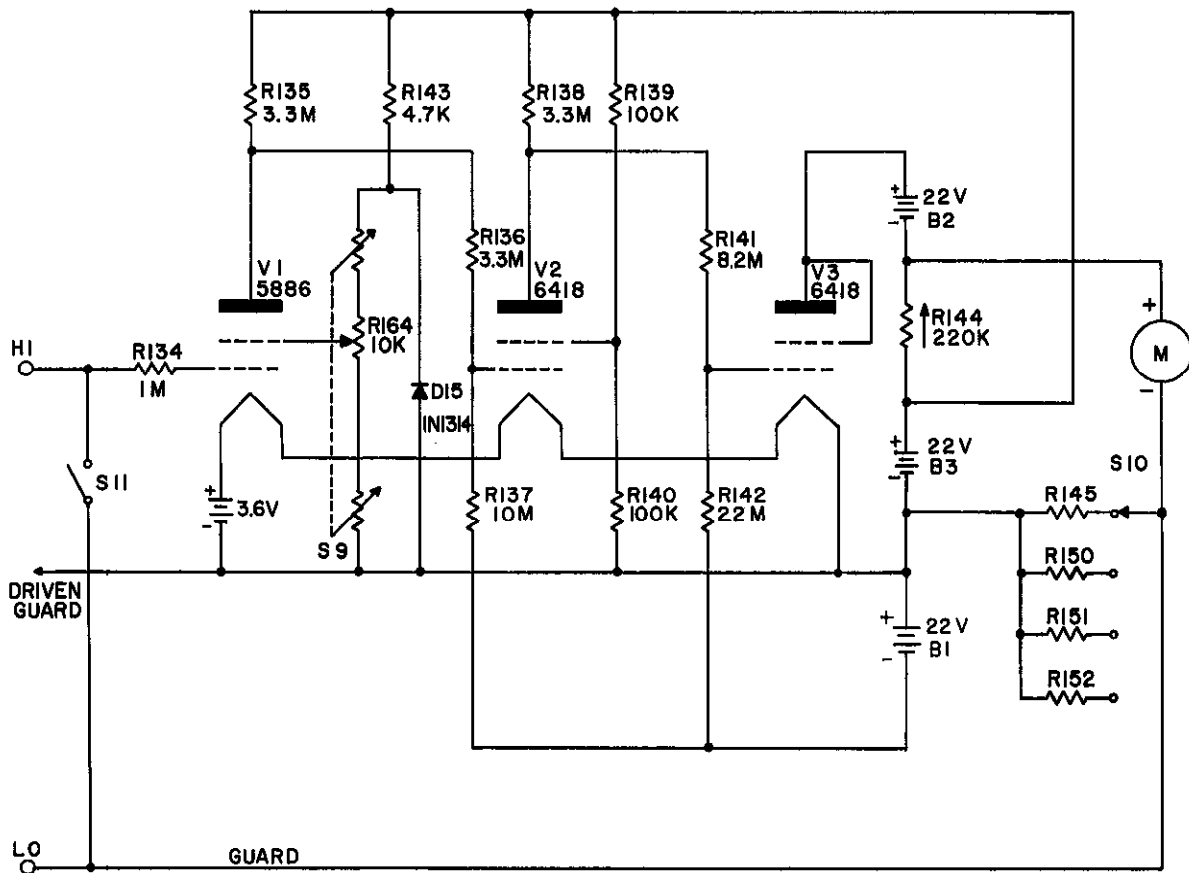 R135
3.3M
R143
4.7K
R138
3.3M
R139
100K
+
22V
-
B2
R136
3.3M
R141
8.2M
V1
5886
V2
6418
V3
6418
R164
10K
R144
220K
+
M
-
HI
R134
1M
D15
1N1314
+
22V
-
B3
S10
S11
+
3.6V
-
R137
10M
R140
100K
R142
22M
R145
S9
R150
DRIVEN
GUARD
+
22V
-
B1
R151
R152
LO
GUARD